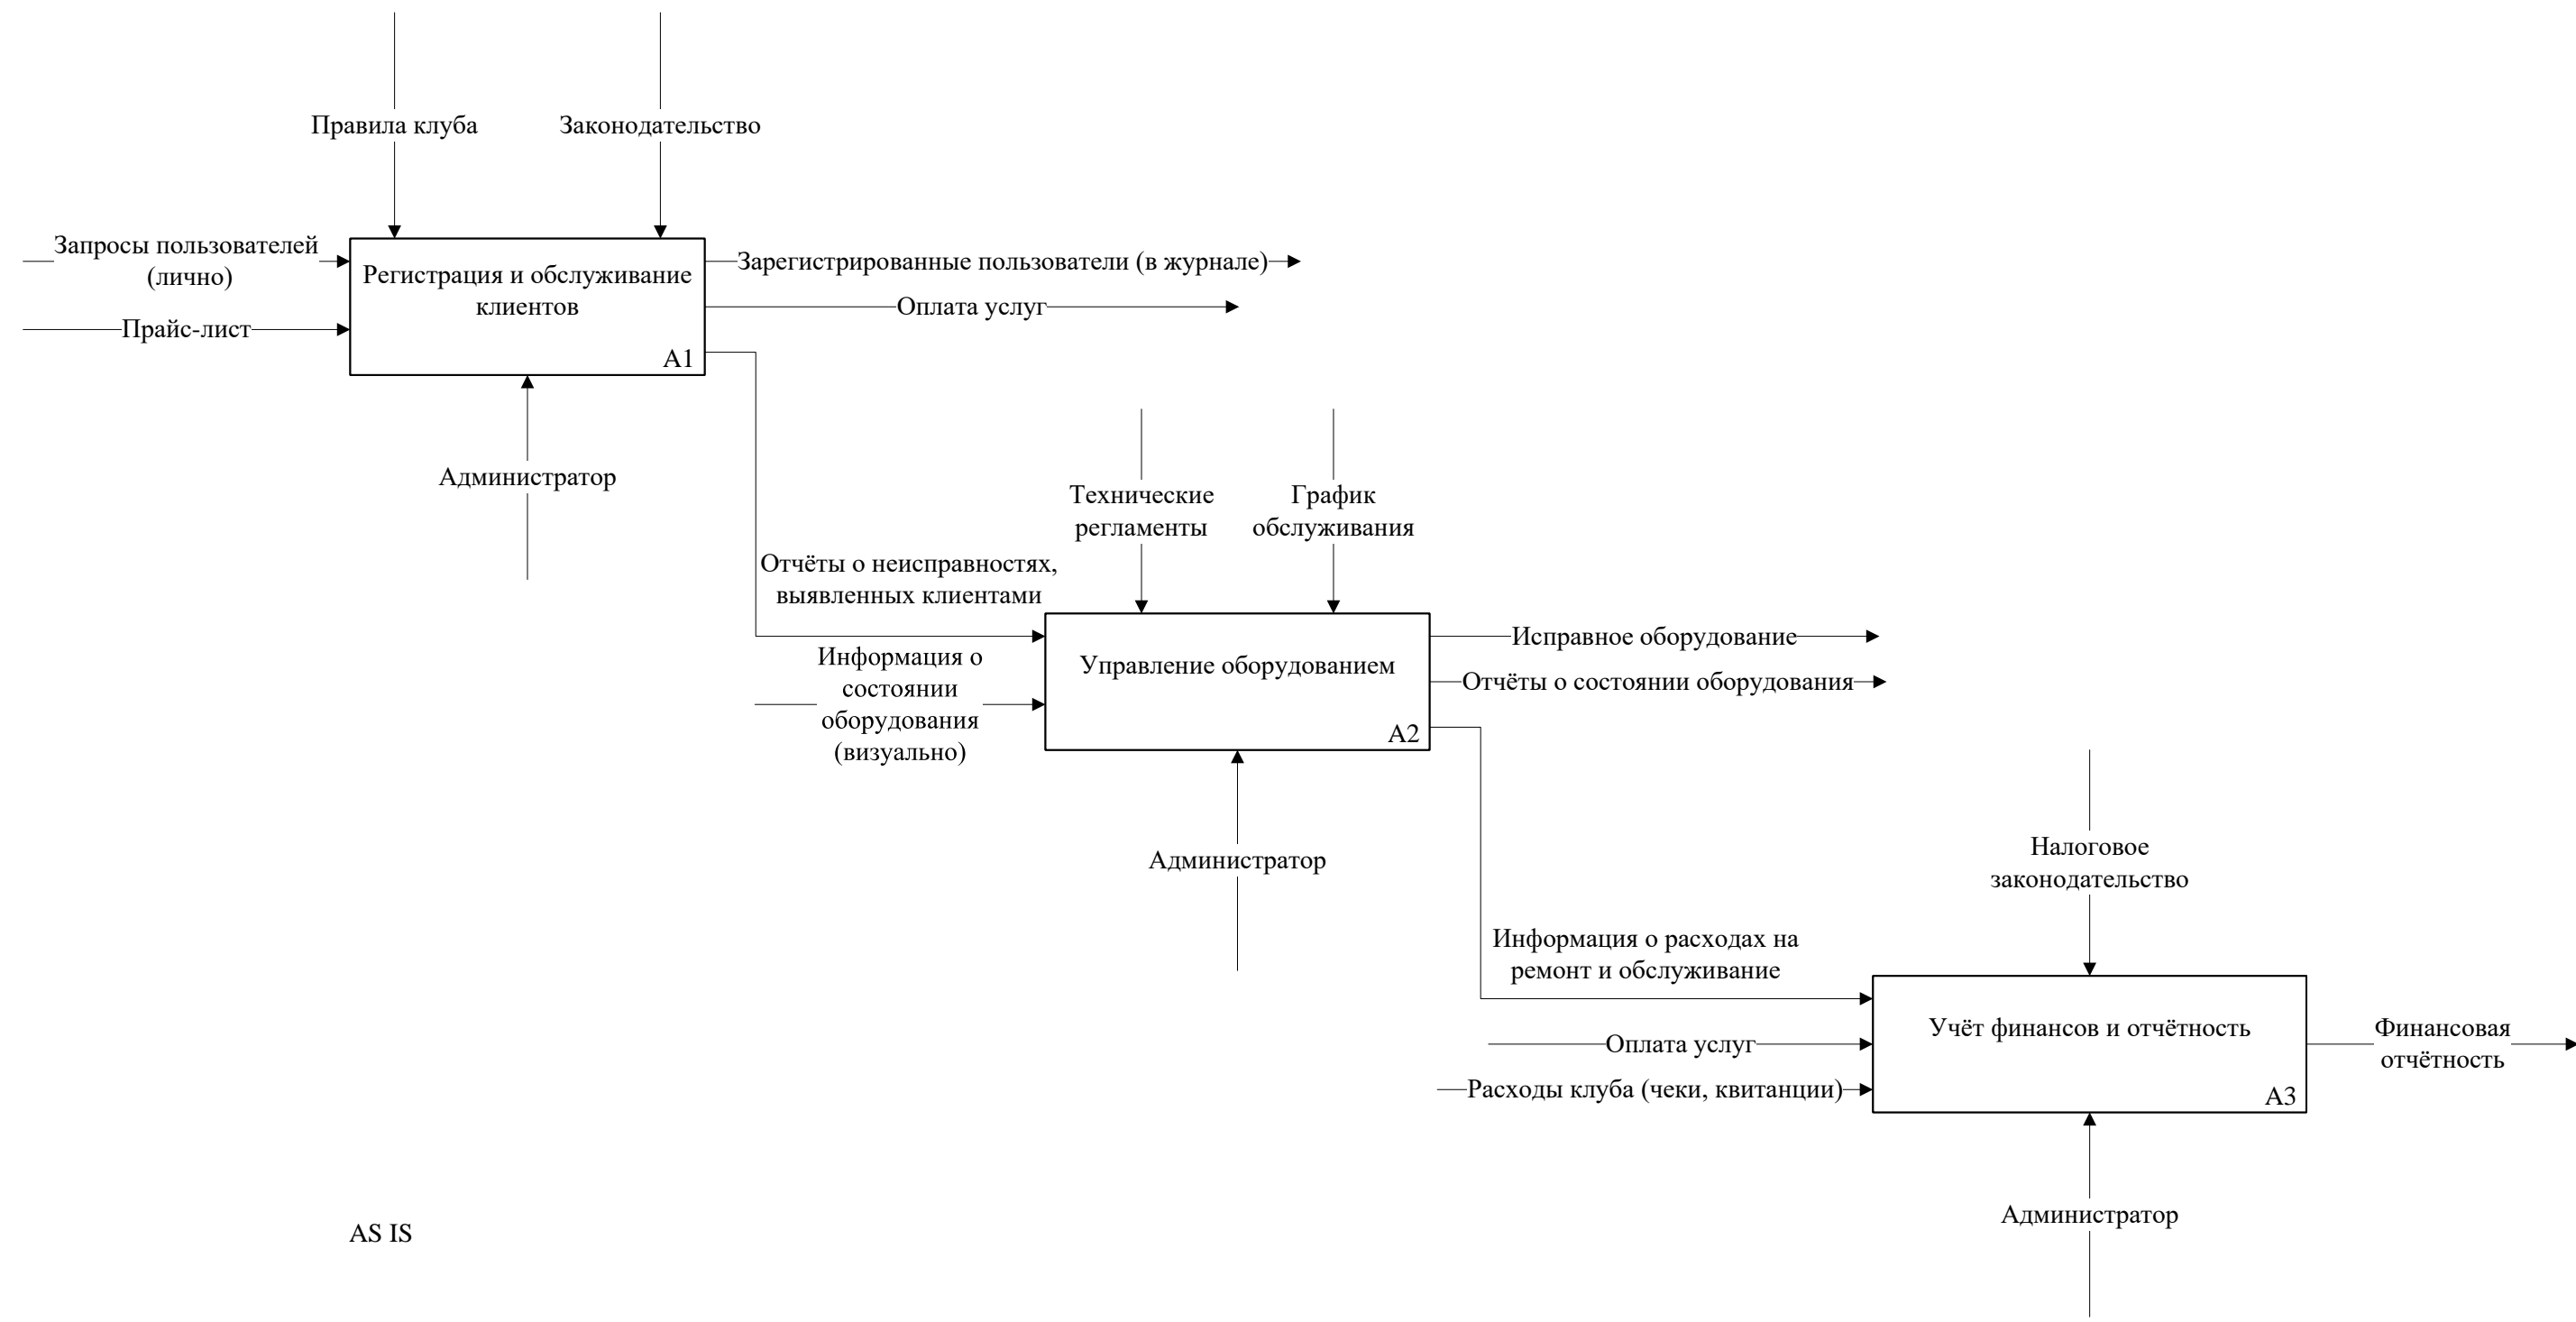 Правила клуба
Законодательство
Запросы пользователей
(лично)
Прайс-лист
Регистрация и обслуживание
клиентов
А1
Зарегистрированные пользователи (в журнале)
Оплата услуг
Администратор
Технические
регламенты
График
обслуживания
Отчёты о неисправностях,
выявленных клиентами
Информация о
состоянии
оборудования
(визуально)
Управление оборудованием
А2
Исправное оборудование
Отчёты о состоянии оборудования
Администратор
Налоговое
законодательство
Информация о расходах на
ремонт и обслуживание
Оплата услуг
Расходы клуба (чеки, квитанции)
Учёт финансов и отчётность
А3
Финансовая
отчётность
Администратор
AS IS